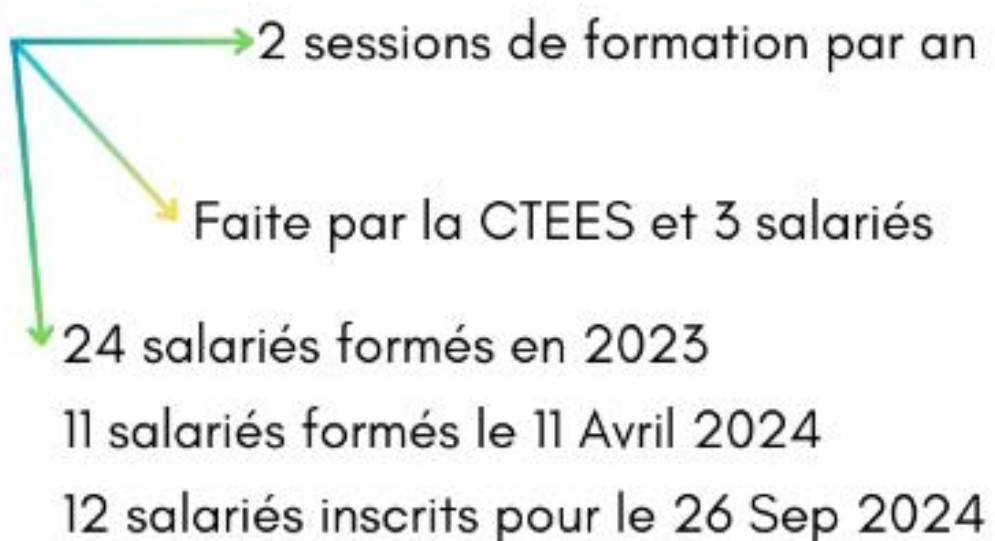 2 sessions de formation par an
Faite par la CTEES et 3 salariés
24 salariés formés en 2023
11 salariés formés le 11 Avril 2024
12 salariés inscrits pour le 26 Sep 2024